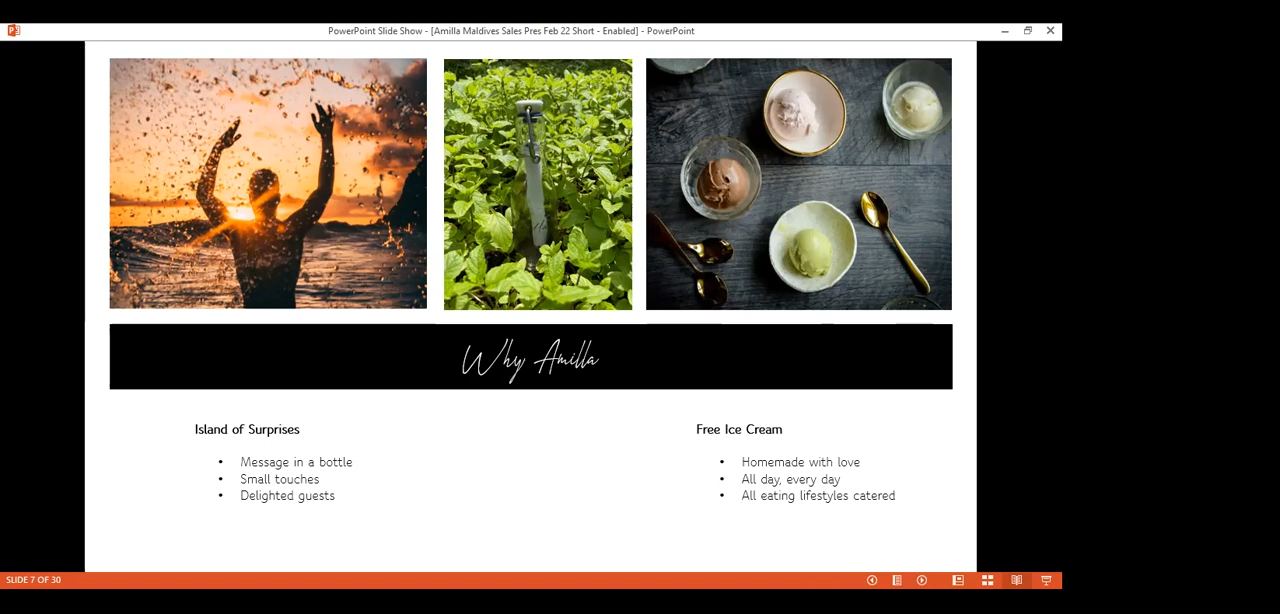 PowerPoint Slide Show - [Amilla Maldives Sales Pres Feb 22 Short - Enabled] - PowerPoint
Why Amilla
Island of Surprises
• Message in a bottle
• Small touches
• Delighted guests
Free Ice Cream
• Homemade with love
• All day, every day
• All eating lifestyles catered
SLIDE 7 OF 30